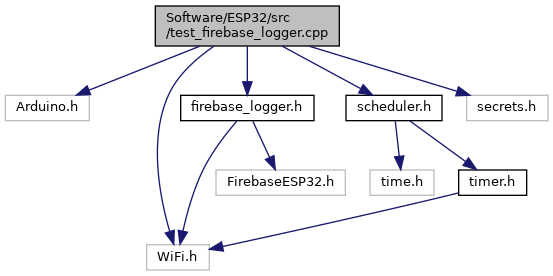 Software/ESP32/src
/test_firebase_logger.cpp
Arduino.h
firebase_logger.h
scheduler.h
secrets.h
FirebaseESP32.h
time.h
timer.h
WiFi.h